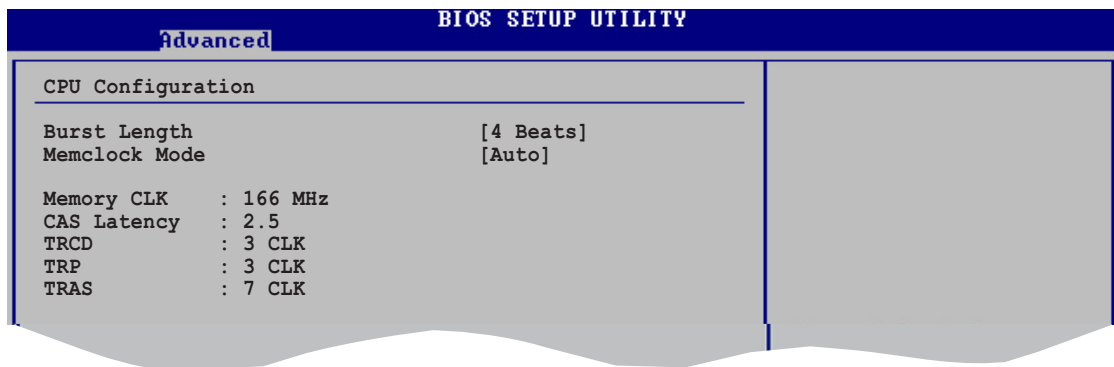 BIOS SETUP UTILITY
Advanced
CPU Configuration
Burst Length [4 Beats]
Memclock Mode [Auto]
Memory CLK : 166 MHz
CAS Latency : 2.5
TRCD : 3 CLK
TRP : 3 CLK
TRAS : 7 CLK